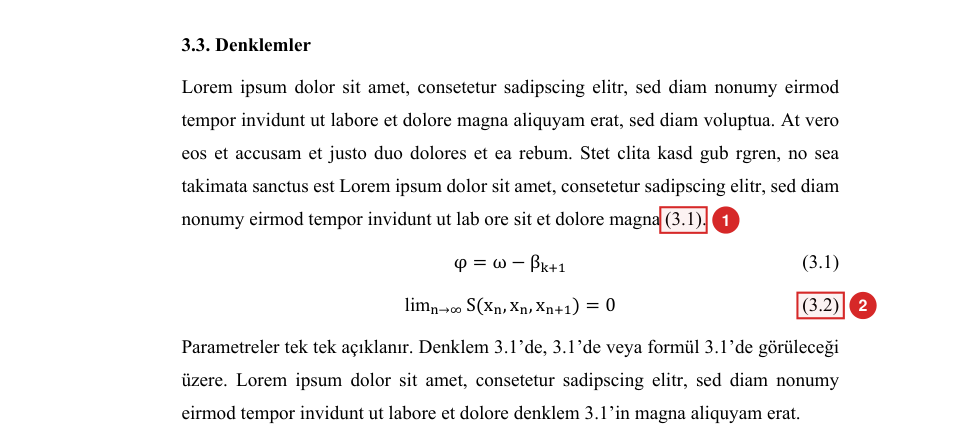 3.3. Denklemler
Lorem ipsum dolor sit amet, consetetur sadipscing elitr, sed diam nonumy eirmod
tempor invidunt ut labore et dolore magna aliquyam erat, sed diam voluptua. At vero
eos et accusam et justo duo dolores et ea rebum. Stet clita kasd gub rgren, no sea
takimata sanctus est Lorem ipsum dolor sit amet, consetetur sadipscing elitr, sed diam
nonumy eirmod tempor invidunt ut lab ore sit et dolore magna (3.1). 1
φ = ω − β_{k+1} (3.1)
lim_{n→∞} S(x_n, x_n, x_{n+1}) = 0 (3.2) 2
Parametreler tek tek açıklanır. Denklem 3.1’de, 3.1’de veya formül 3.1’de görüleceği
üzere. Lorem ipsum dolor sit amet, consetetur sadipscing elitr, sed diam nonumy
eirmod tempor invidunt ut labore et dolore denklem 3.1’in magna aliquyam erat.